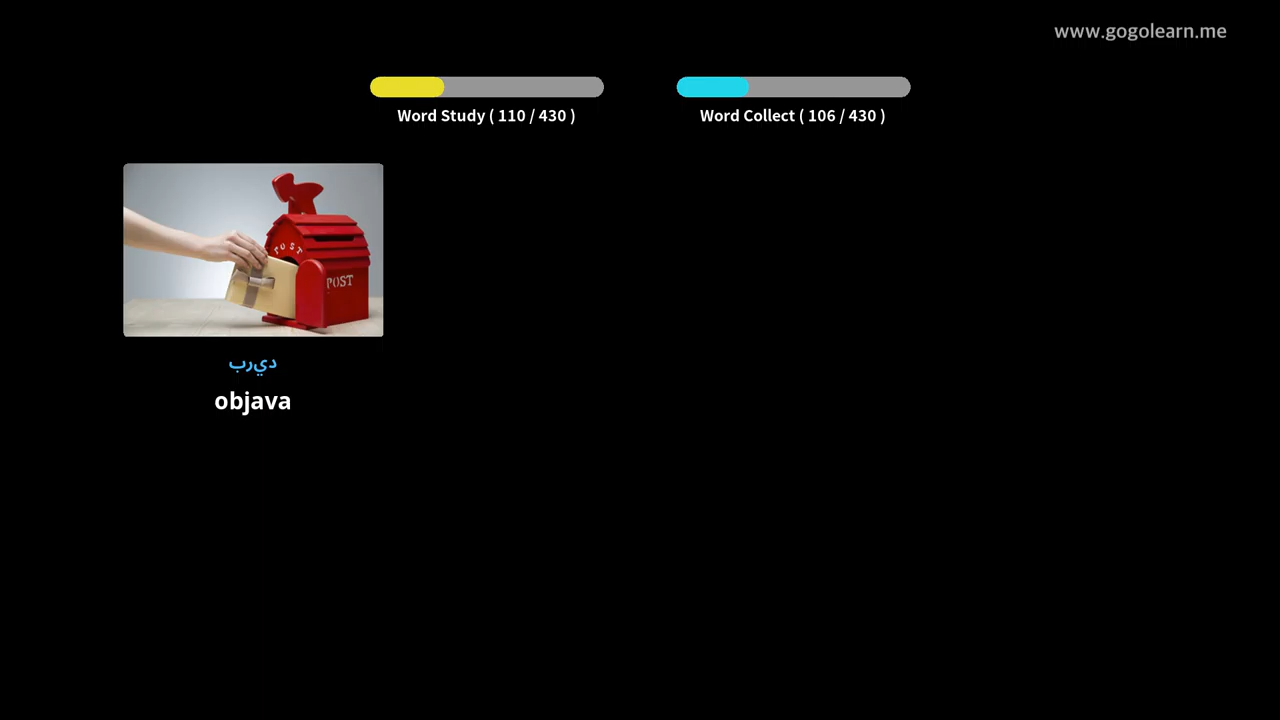 www.gogolearn.me
Word Study ( 110 / 430 )
Word Collect ( 106 / 430 )
POST
POST
بريد
objava